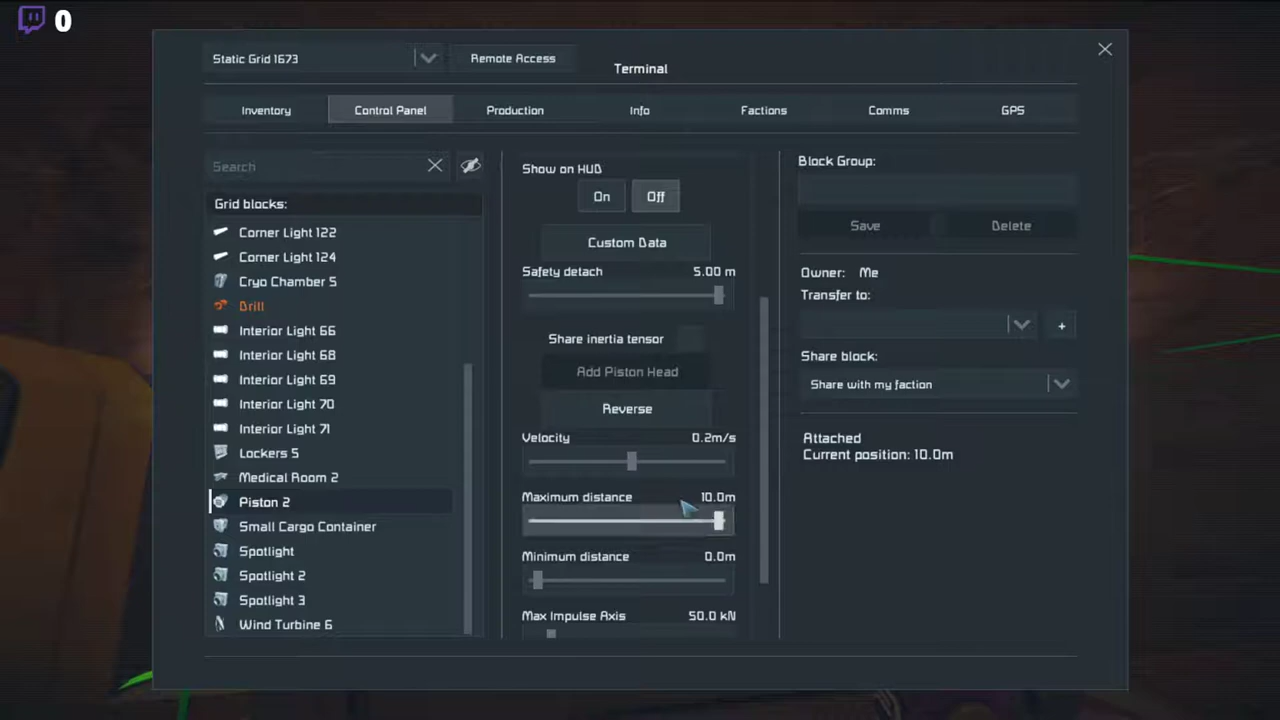 0
Static Grid 1673
Remote Access
Terminal
Inventory
Control Panel
Production
Info
Factions
Comms
GPS
Search
Grid blocks:
Corner Light 122
Corner Light 124
Cryo Chamber 5
Drill
Interior Light 66
Interior Light 68
Interior Light 69
Interior Light 70
Interior Light 71
Lockers 5
Medical Room 2
Piston 2
Small Cargo Container
Spotlight
Spotlight 2
Spotlight 3
Wind Turbine 6
Show on HUD
On
Off
Custom Data
Safety detach 5.00 m
Share inertia tensor
Add Piston Head
Reverse
Velocity 0.2m/s
Maximum distance 10.0m
Minimum distance 0.0m
Max Impulse Axis 50.0 kN
Block Group:
Save
Delete
Owner: Me
Transfer to:
+
Share block:
Share with my faction
Attached
Current position: 10.0m